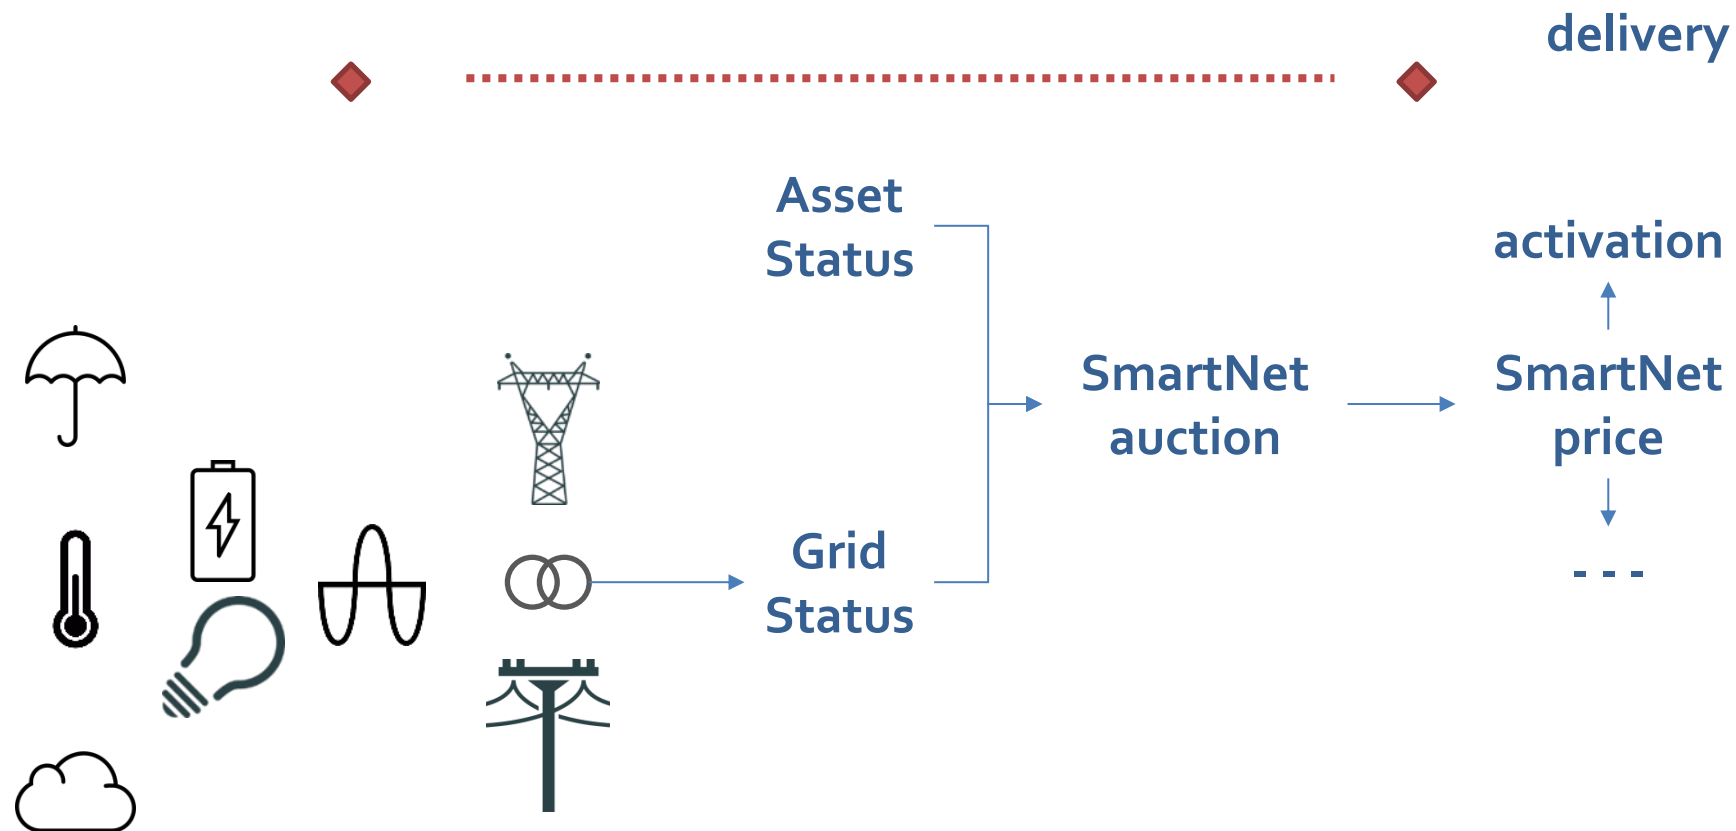 delivery
Asset
Status
activation
SmartNet
auction
SmartNet
price
Grid
Status
- - -